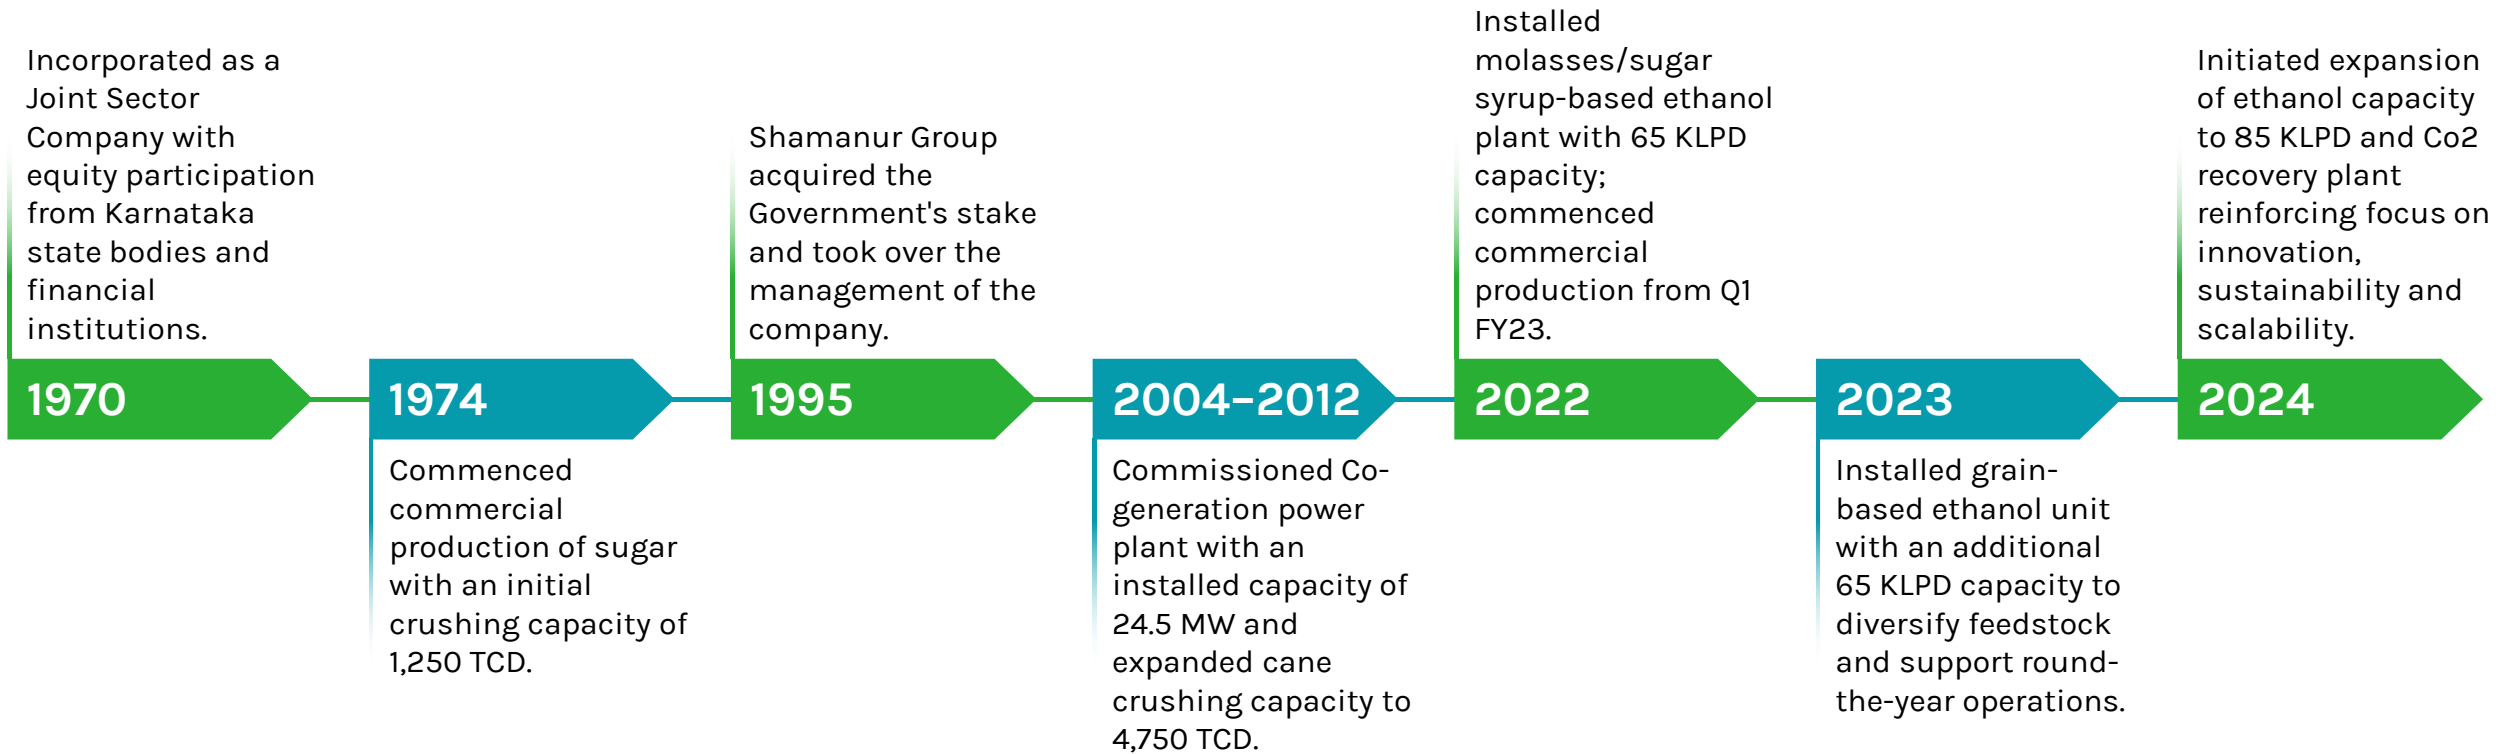 Incorporated as a
Joint Sector
Company with
equity participation
from Karnataka
state bodies and
financial
institutions.
1970
1974
Commenced
commercial
production of sugar
with an initial
crushing capacity of
1,250 TCD.
Shamanur Group
acquired the
Government's stake
and took over the
management of the
company.
1995
2004–2012
Commissioned Co-
generation power
plant with an
installed capacity of
24.5 MW and
expanded cane
crushing capacity to
4,750 TCD.
Installed
molasses/sugar
syrup-based ethanol
plant with 65 KLPD
capacity;
commenced
commercial
production from Q1
FY23.
2022
2023
Installed grain-
based ethanol unit
with an additional
65 KLPD capacity to
diversify feedstock
and support round-
the-year operations.
Initiated expansion
of ethanol capacity
to 85 KLPD and Co2
recovery plant
reinforcing focus on
innovation,
sustainability and
scalability.
2024